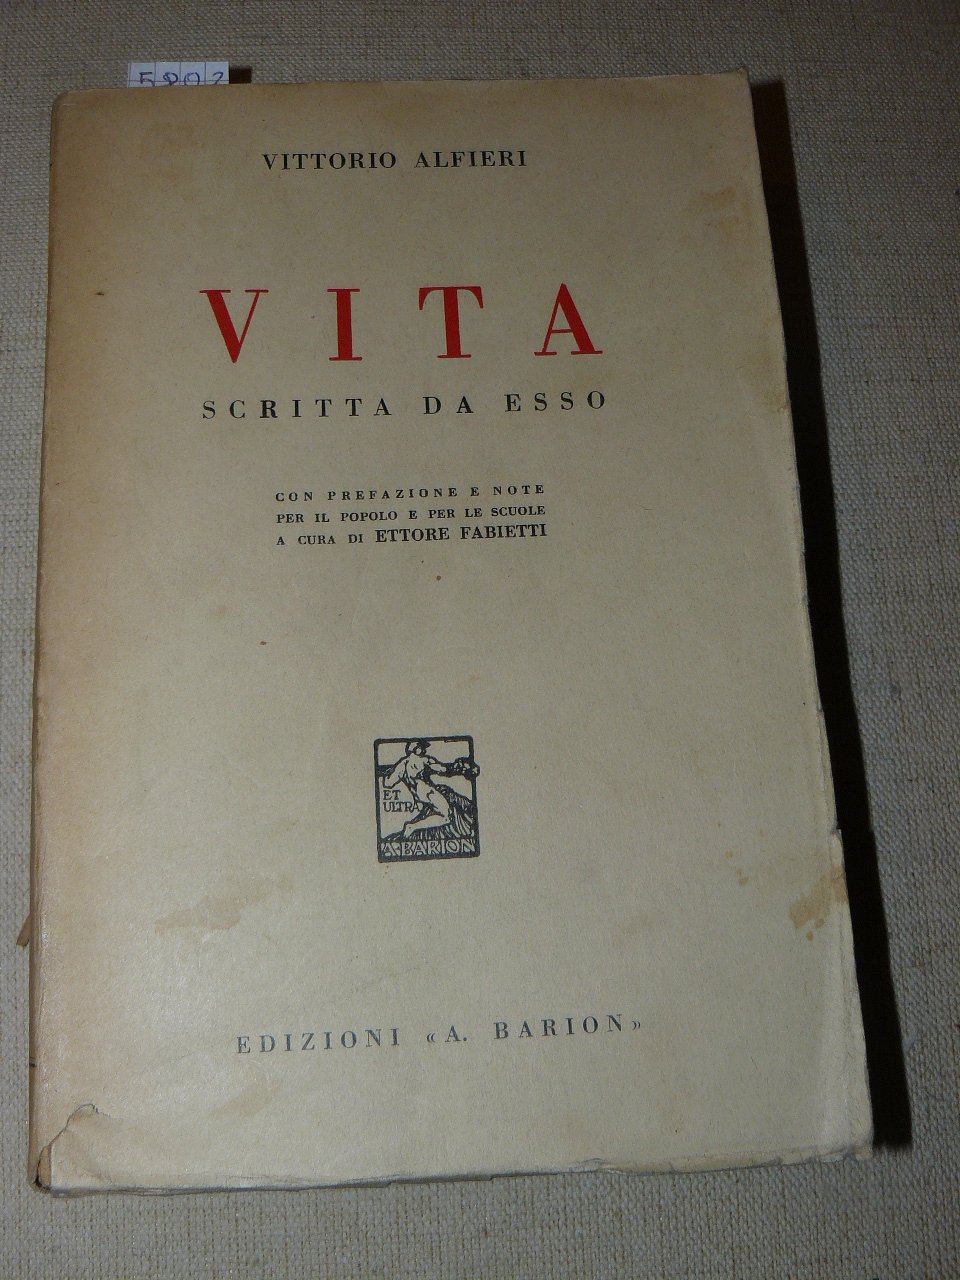 VITTORIO ALFIERI
VITA
SCRITTA DA ESSO
CON PREFAZIONE E NOTE
PER IL POPOLO E PER LE SCUOLE
A CURA DI ETTORE FABIETTI
ET
ULTRA
A·BARION
EDIZIONI «A. BARION»